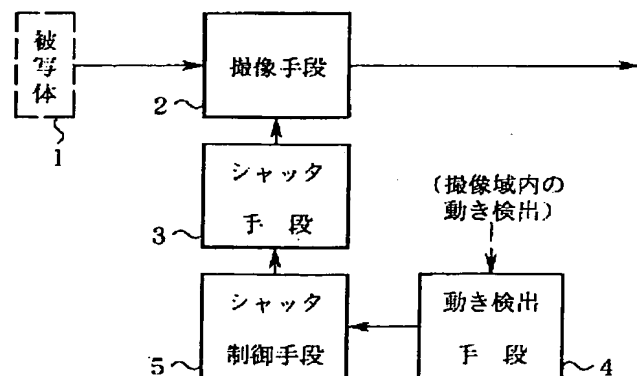 被
写
体
1
撮像手段
2
シャッタ
手 段
3
(撮像域内の
動き検出)
シャッタ
制御手段
5
動き検出
手 段
4